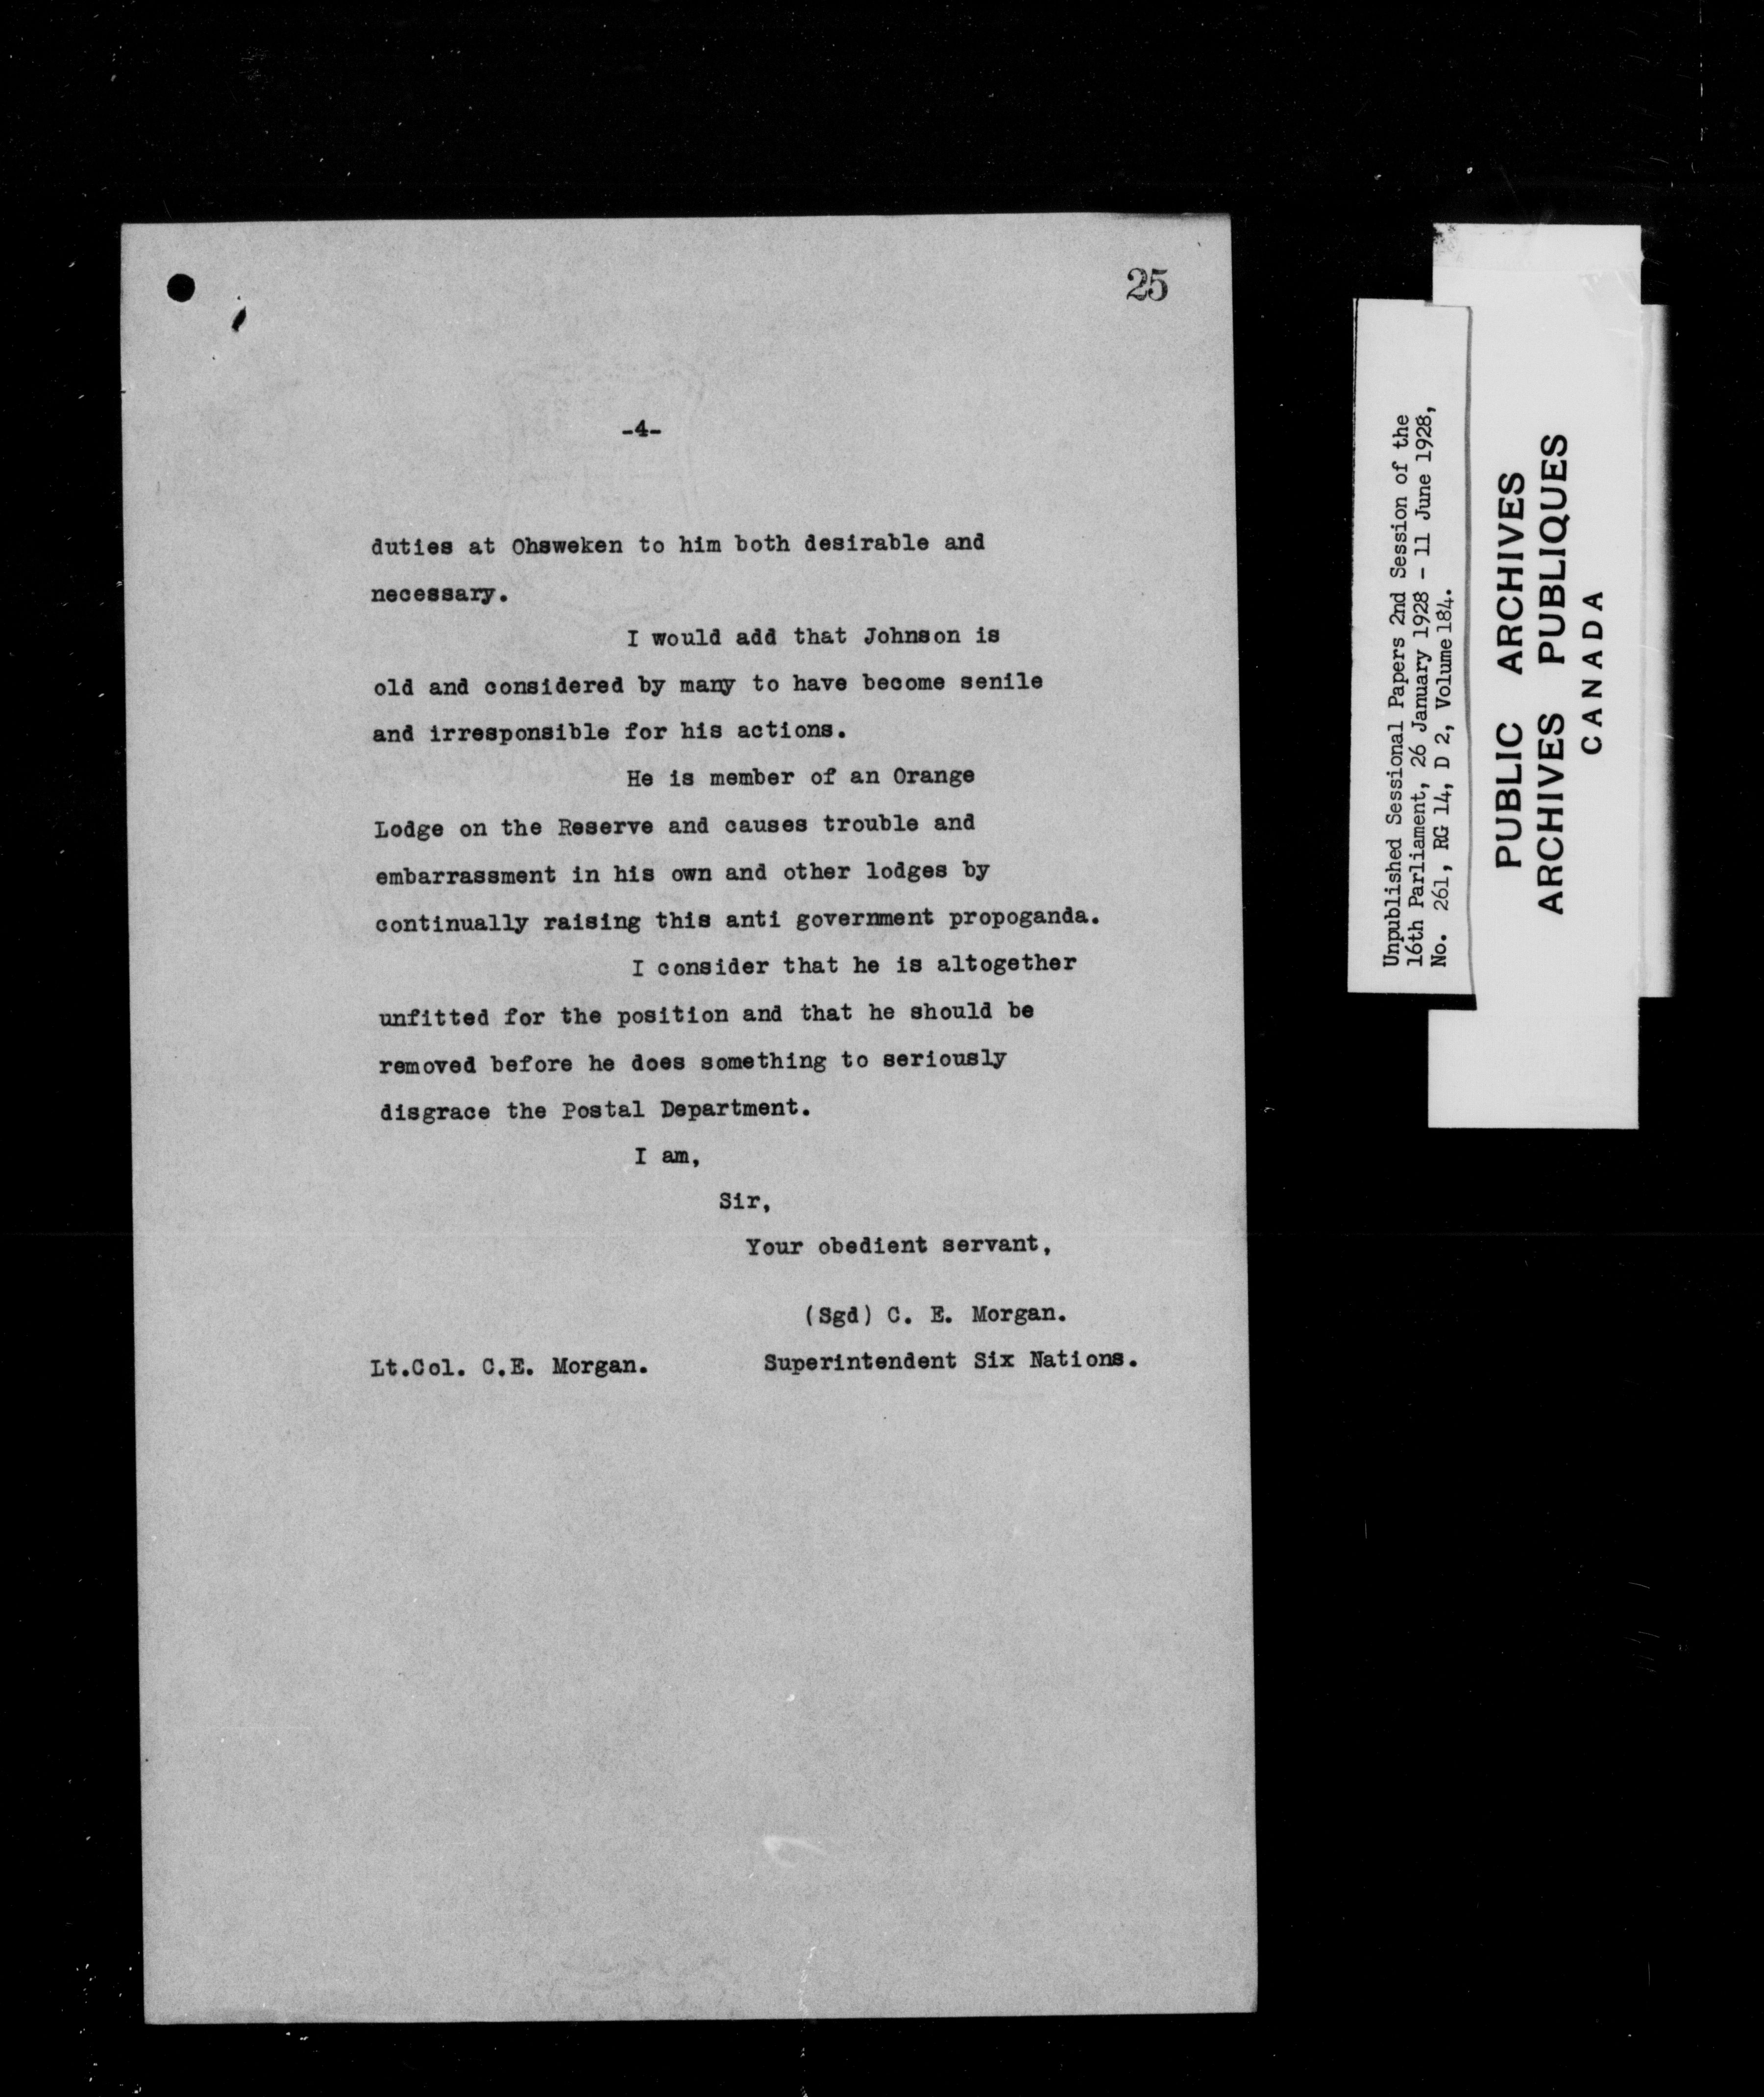 25
-4-
duties at Ohsweken to him both desirable and
necessary.
I would add that Johnson is
old and considered by many to have become senile
and irresponsible for his actions.
He is member of an Orange
Lodge on the Reserve and causes trouble and
embarrassment in his own and other lodges by
continually raising this anti government propoganda.
I consider that he is altogether
unfitted for the position and that he should be
removed before he does something to seriously
disgrace the Postal Department.
I am,
Sir,
Your obedient servant,
(Sgd) C. E. Morgan.
Lt.Col. C.E. Morgan. Superintendent Six Nations.
Unpublished Sessional Papers 2nd Session of the
16th Parliament, 26 January 1928 - 11 June 1928,
No. 261, RG 14, D 2, Volume 184.
PUBLIC ARCHIVES
ARCHIVES PUBLIQUES
CANADA